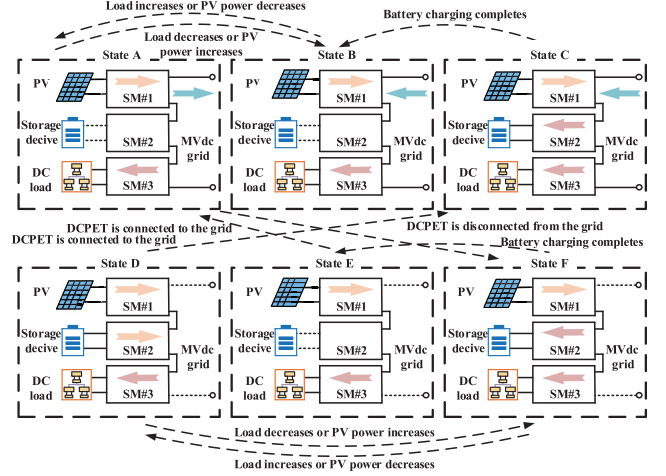 Load increases or PV power decreases
Battery charging completes
Load decreases or PV
power increases
State A
State B
State C
PV
SM#1
Storage
decive
SM#2
MVdc
grid
DC
load
SM#3
PV
SM#1
Storage
decive
SM#2
MVdc
grid
DC
load
SM#3
PV
SM#1
Storage
decive
SM#2
MVdc
grid
DC
load
SM#3
DCPET is connected to the grid
DCPET is disconnected from the grid
DCPET is connected to the grid
Battery charging completes
State D
State E
State F
PV
SM#1
Storage
decive
SM#2
MVdc
grid
DC
load
SM#3
PV
SM#1
Storage
decive
SM#2
MVdc
grid
DC
load
SM#3
PV
SM#1
Storage
decive
SM#2
MVdc
grid
DC
load
SM#3
Load decreases or PV power increases
Load increases or PV power decreases